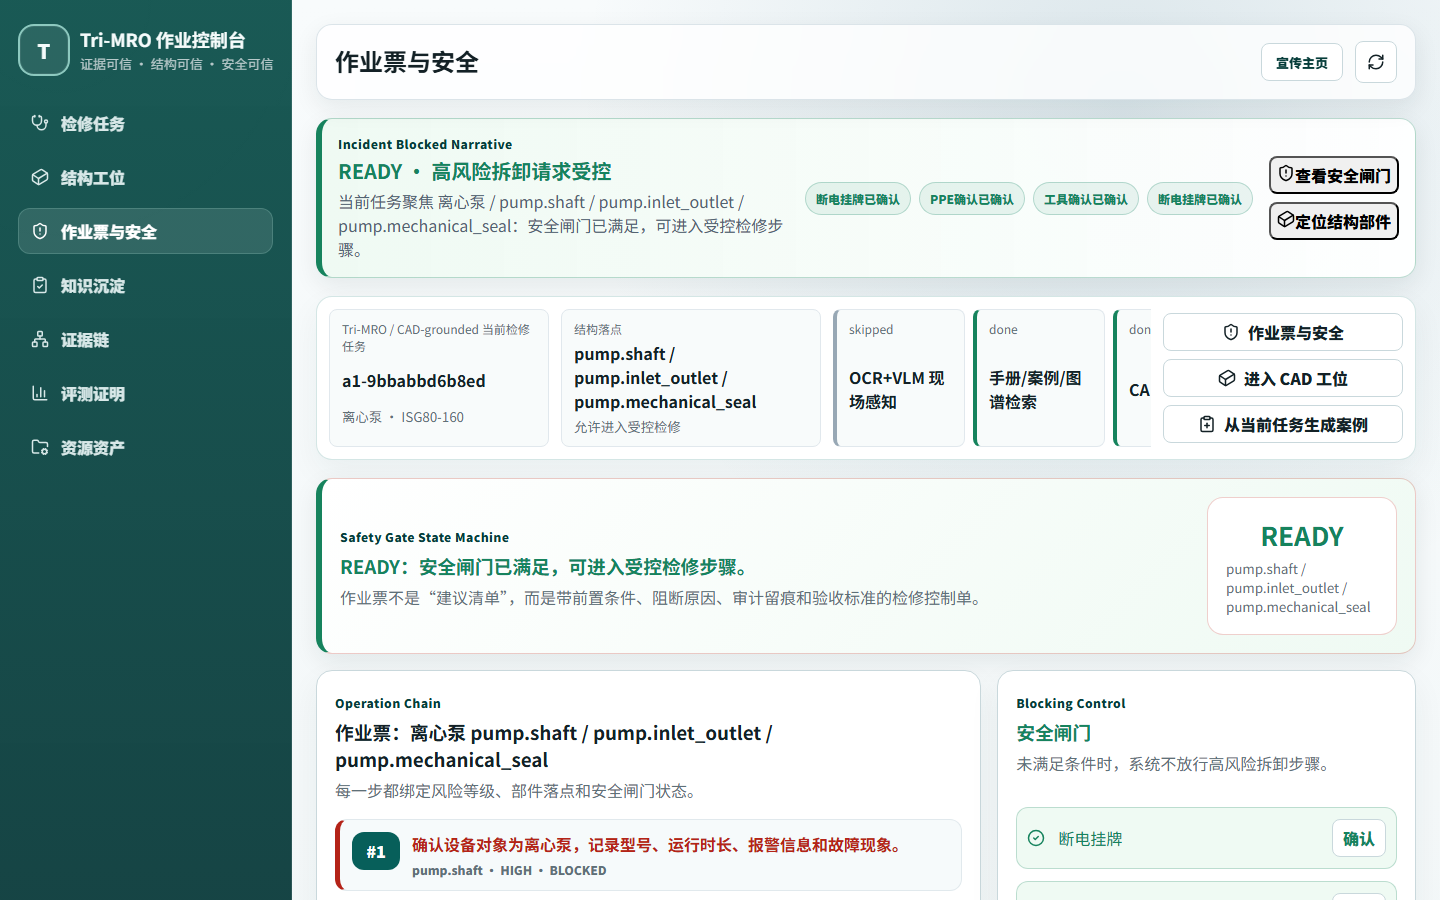 T
Tri-MRO 作业控制台
证据可信 · 结构可信 · 安全可信
检修任务
结构工位
作业票与安全
知识沉淀
证据链
评测证明
资源资产
作业票与安全
宣传主页
Incident Blocked Narrative
READY · 高风险拆卸请求受控
当前任务聚焦 离心泵 / pump.shaft / pump.inlet_outlet /
pump.mechanical_seal：安全闸门已满足，可进入受控检修步
骤。
断电挂牌已确认
PPE确认已确认
工具确认已确认
断电挂牌已确认
查看安全闸门
定位结构部件
Tri-MRO / CAD-grounded 当前检修
任务
a1-9bbabbd6b8ed
离心泵 · ISG80-160
结构落点
pump.shaft /
pump.inlet_outlet /
pump.mechanical_seal
允许进入受控检修
skipped
OCR+VLM 现
场感知
done
手册/案例/图
谱检索
don
CA
作业票与安全
进入 CAD 工位
从当前任务生成案例
Safety Gate State Machine
READY：安全闸门已满足，可进入受控检修步骤。
作业票不是“建议清单”，而是带前置条件、阻断原因、审计留痕和验收标准的检修控制单。
READY
pump.shaft /
pump.inlet_outlet /
pump.mechanical_seal
Operation Chain
作业票：离心泵 pump.shaft / pump.inlet_outlet /
pump.mechanical_seal
每一步都绑定风险等级、部件落点和安全闸门状态。
#1
确认设备对象为离心泵，记录型号、运行时长、报警信息和故障现象。
pump.shaft · HIGH · BLOCKED
Blocking Control
安全闸门
未满足条件时，系统不放行高风险拆卸步骤。
断电挂牌
确认